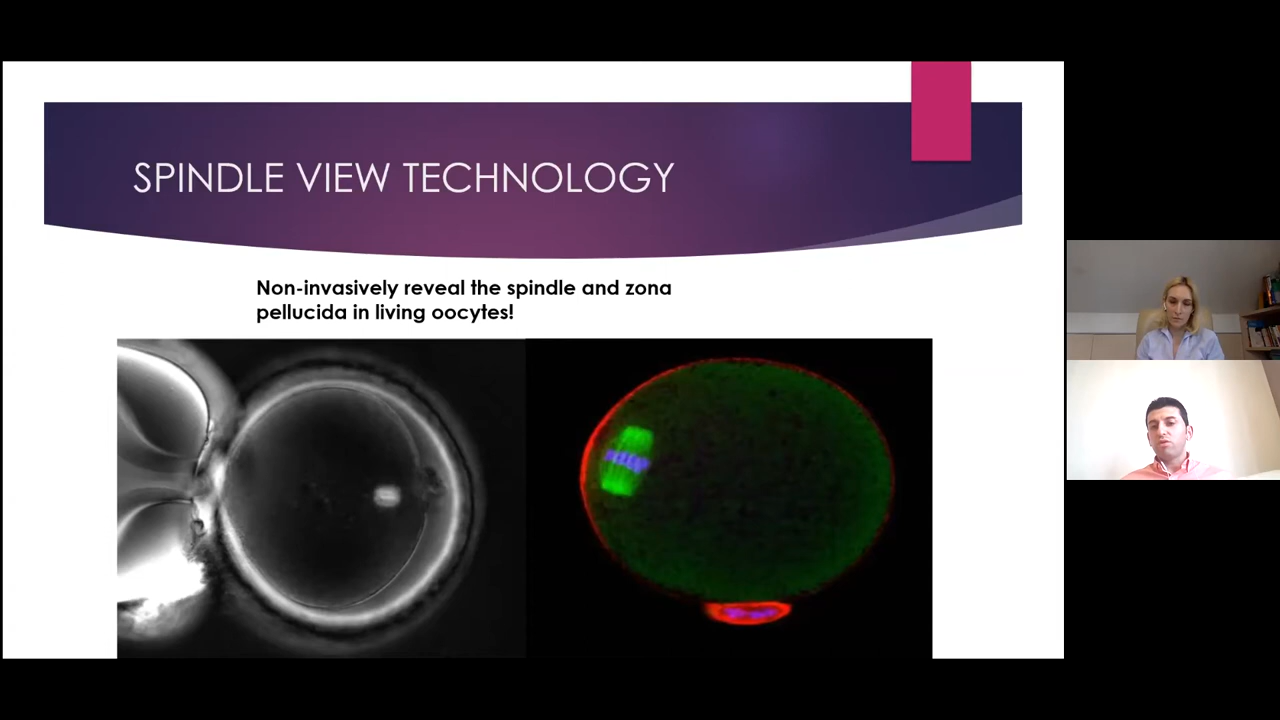 SPINDLE VIEW TECHNOLOGY
Non-invasively reveal the spindle and zona
pellucida in living oocytes!